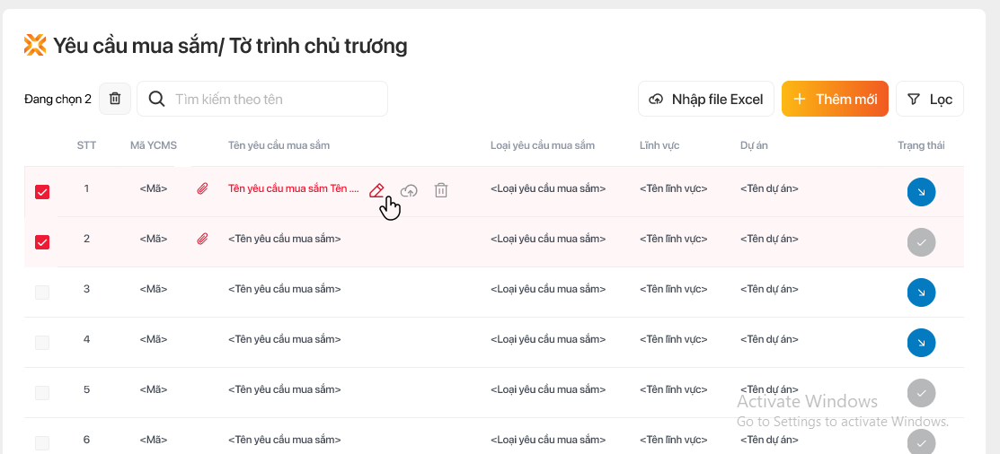 Yêu cầu mua sắm/ Tờ trình chủ trương
Đang chọn 2 Tìm kiếm theo tên Nhập file Excel Thêm mới Lọc
STT Mã YCMS Tên yêu cầu mua sắm Loại yêu cầu mua sắm Lĩnh vực Dự án Trạng thái
1 <Mã> Tên yêu cầu mua sắm Tên .... <Loại yêu cầu mua sắm> <Tên lĩnh vực> <Tên dự án>
2 <Mã> <Tên yêu cầu mua sắm> <Loại yêu cầu mua sắm> <Tên lĩnh vực> <Tên dự án>
3 <Mã> <Tên yêu cầu mua sắm> <Loại yêu cầu mua sắm> <Tên lĩnh vực> <Tên dự án>
4 <Mã> <Tên yêu cầu mua sắm> <Loại yêu cầu mua sắm> <Tên lĩnh vực> <Tên dự án>
5 <Mã> <Tên yêu cầu mua sắm> <Loại yêu cầu mua sắm> <Tên lĩnh vực> <Tên dự án>
Activate Windows
Go to Settings to activate Windows.
6 <Mã> <Tên yêu cầu mua sắm> <Loại yêu cầu mua sắm> <Tên lĩnh vực> <Tên dự án>